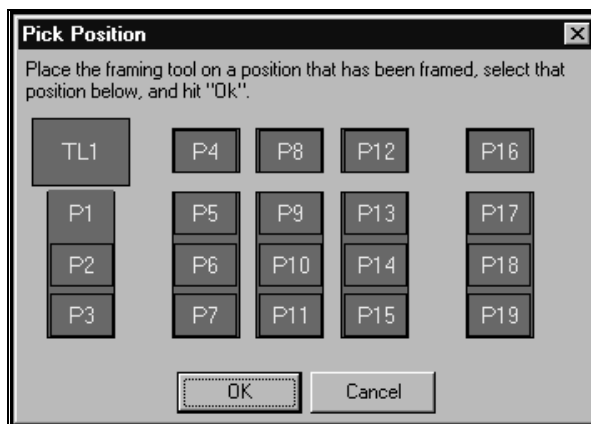 Pick Position
Place the framing tool on a position that has been framed, select that
position below, and hit "Ok".
TL1 P4 P8 P12 P16
P1 P5 P9 P13 P17
P2 P6 P10 P14 P18
P3 P7 P11 P15 P19
OK Cancel